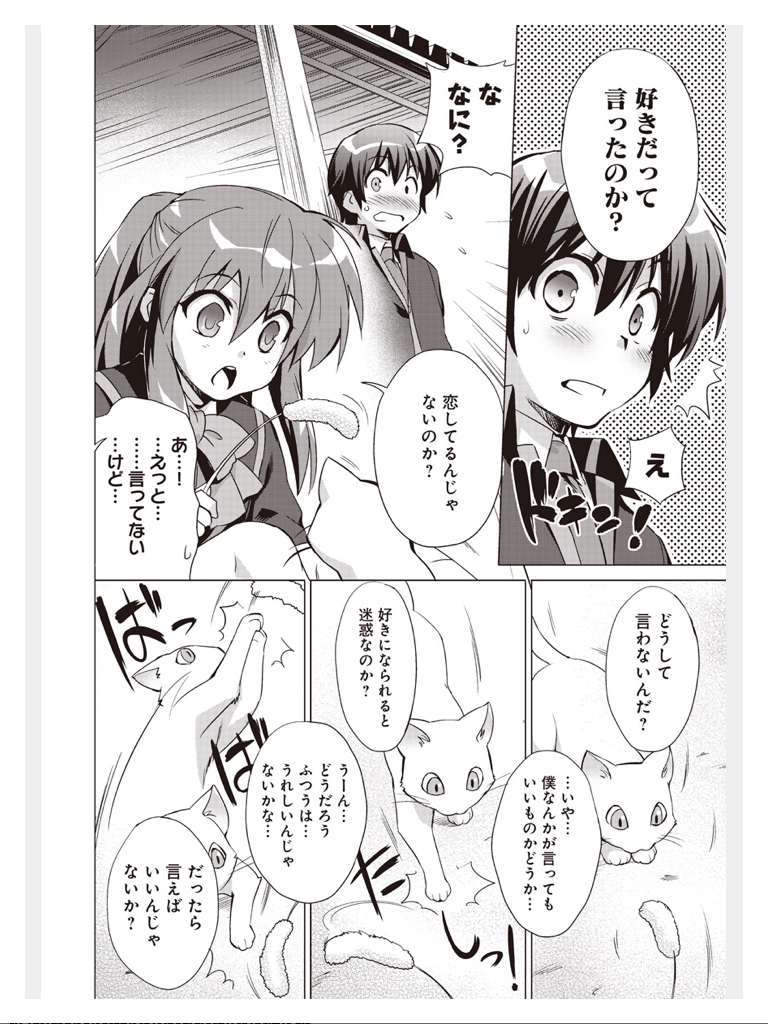 好きだって
言ったのか?
え
ドキン!
な
なに?
恋してるんじゃ
ないのか?
あ…!
…えっと…
……言ってない
…けど…
どうして
言わないんだ?
…いや…
僕なんかが言っても
いいものかどうか…
好きになられると
迷惑なのか?
たしっ!
うーん…
どうだろう
ふつうは…
うれしいんじゃ
ないかな…
ばっ
ばっ
だったら
言えば
いいんじゃ
ないか?